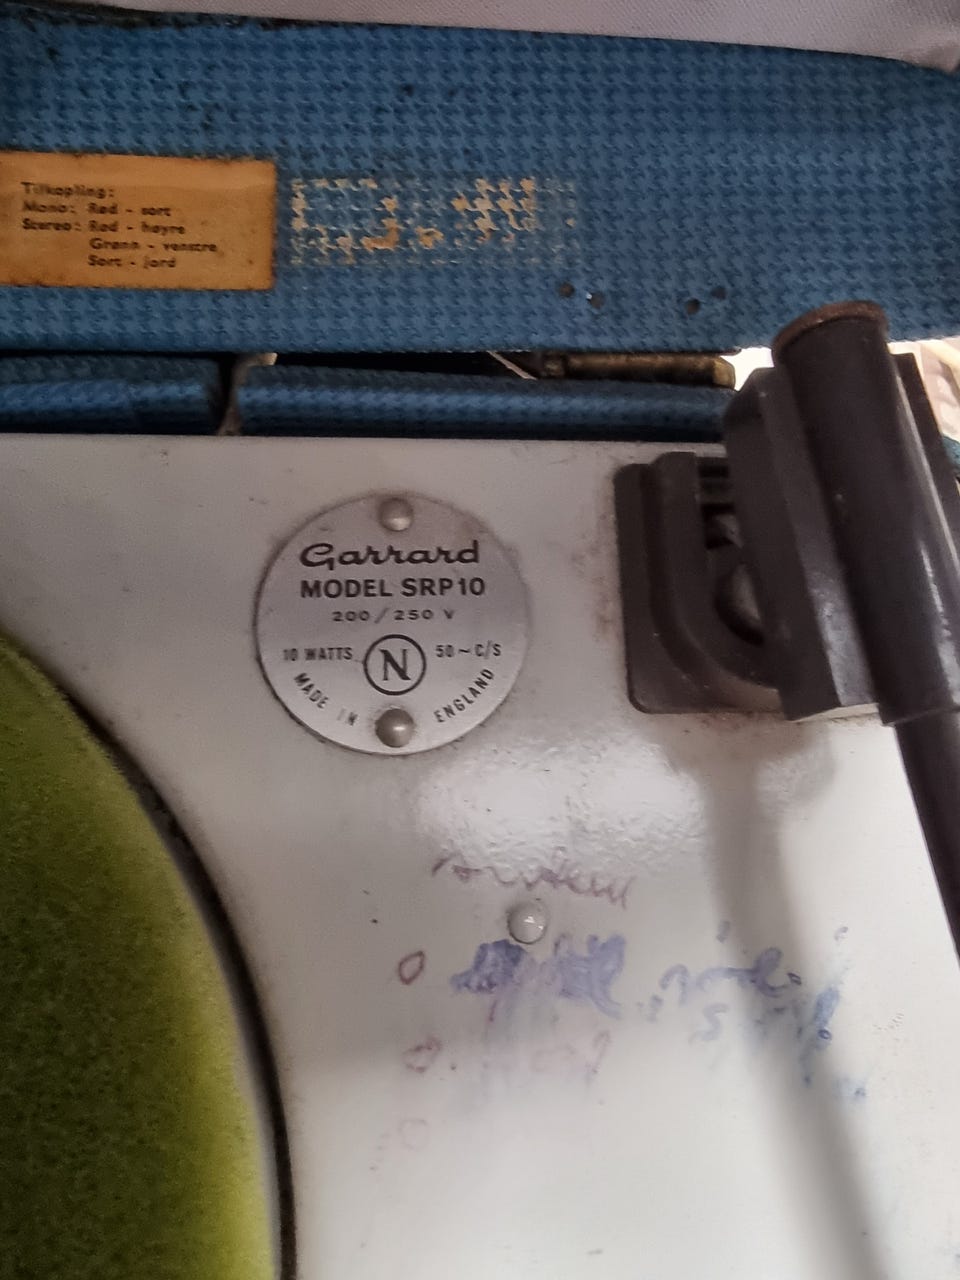 Tilkopling:
Mono: Rød - sort
Stereo: Rød - høyre
Grønn - venstre
Sort - jord
Garrard
MODEL SRP10
200/250 V
10 WATTS N 50~C/S
MADE IN ENGLAND